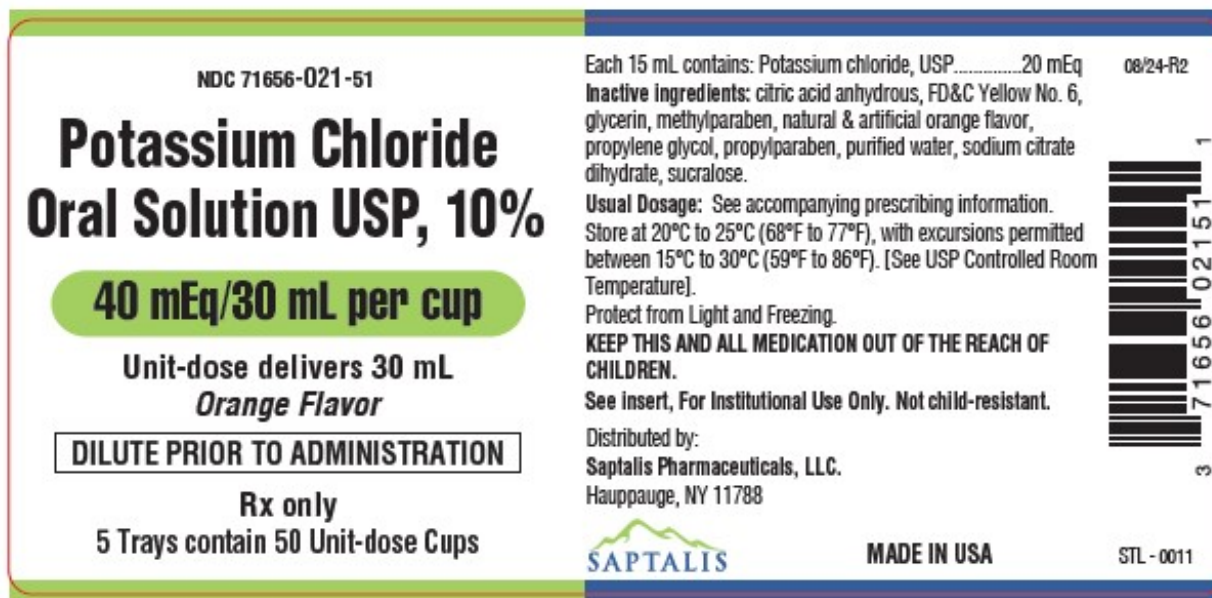 NDC 71656-021-51
Potassium Chloride
Oral Solution USP, 10%
40 mEq/30 mL per cup
Unit-dose delivers 30 mL
Orange Flavor
DILUTE PRIOR TO ADMINISTRATION
Rx only
5 Trays contain 50 Unit-dose Cups
Each 15 mL contains: Potassium chloride, USP................20 mEq
Inactive ingredients: citric acid anhydrous, FD&C Yellow No. 6,
glycerin, methylparaben, natural & artificial orange flavor,
propylene glycol, propylparaben, purified water, sodium citrate
dihydrate, sucralose.
Usual Dosage: See accompanying prescribing information.
Store at 20°C to 25°C (68°F to 77°F), with excursions permitted
between 15°C to 30°C (59°F to 86°F). [See USP Controlled Room
Temperature].
Protect from Light and Freezing.
KEEP THIS AND ALL MEDICATION OUT OF THE REACH OF
CHILDREN.
See insert, For Institutional Use Only. Not child-resistant.
Distributed by:
Saptalis Pharmaceuticals, LLC.
Hauppauge, NY 11788
SAPTALIS
MADE IN USA
08/24-R2
3 71656 02151 1
STL - 0011